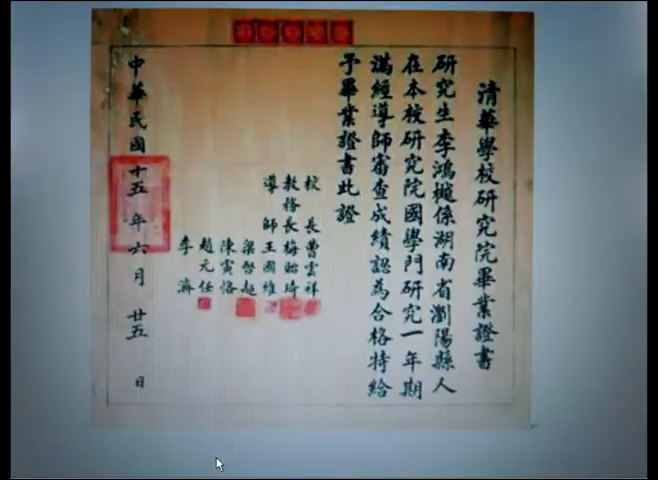 清華學校研究院畢業證書
研究生李鴻樾係湖南省瀏陽縣人
在本校研究院國學門研究一年期
滿經導師審查成績認為合格特給
予畢業證書此證
校長曹雲祥
教務長梅貽琦
導師王國維
梁啓超
陳寅恪
趙元任
李濟
中華民國十五年六月廿五日